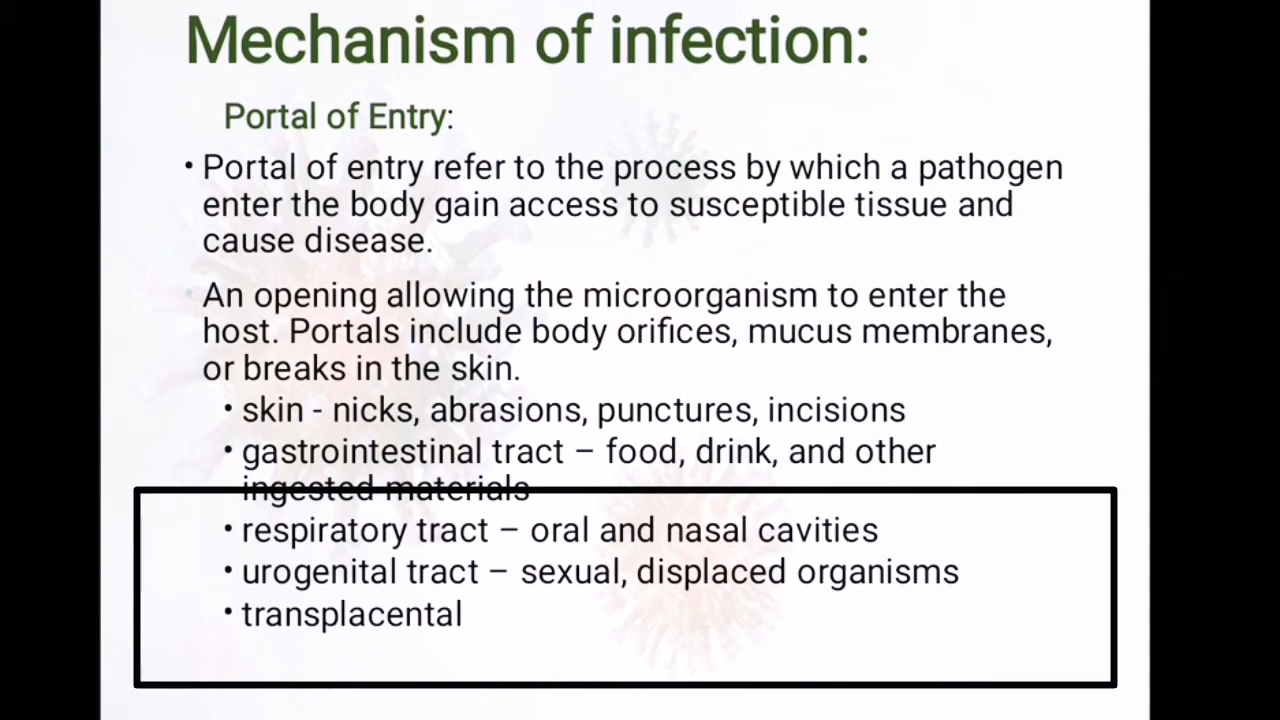 Mechanism of infection:
Portal of Entry:
• Portal of entry refer to the process by which a pathogen
enter the body gain access to susceptible tissue and
cause disease.
• An opening allowing the microorganism to enter the
host. Portals include body orifices, mucus membranes,
or breaks in the skin.
• skin - nicks, abrasions, punctures, incisions
• gastrointestinal tract – food, drink, and other
ingested materials
• respiratory tract – oral and nasal cavities
• urogenital tract – sexual, displaced organisms
• transplacental